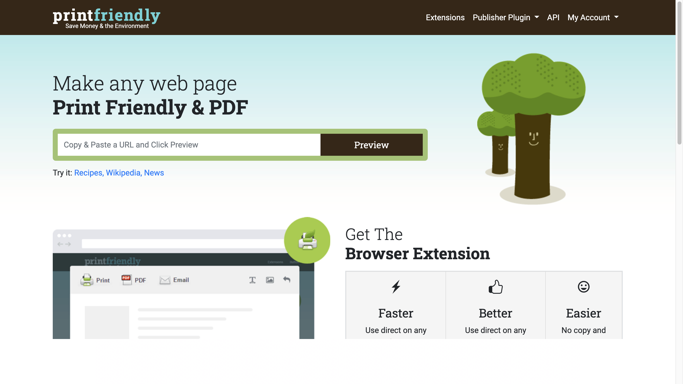 printfriendly
Save Money & the Environment
Extensions
Publisher Plugin
API
My Account
Make any web page
Print Friendly & PDF
Copy & Paste a URL and Click Preview
Preview
Try it: Recipes, Wikipedia, News
printfriendly
Print
PDF
Email
Get The
Browser Extension
Faster
Use direct on any
Better
Use direct on any
Easier
No copy and